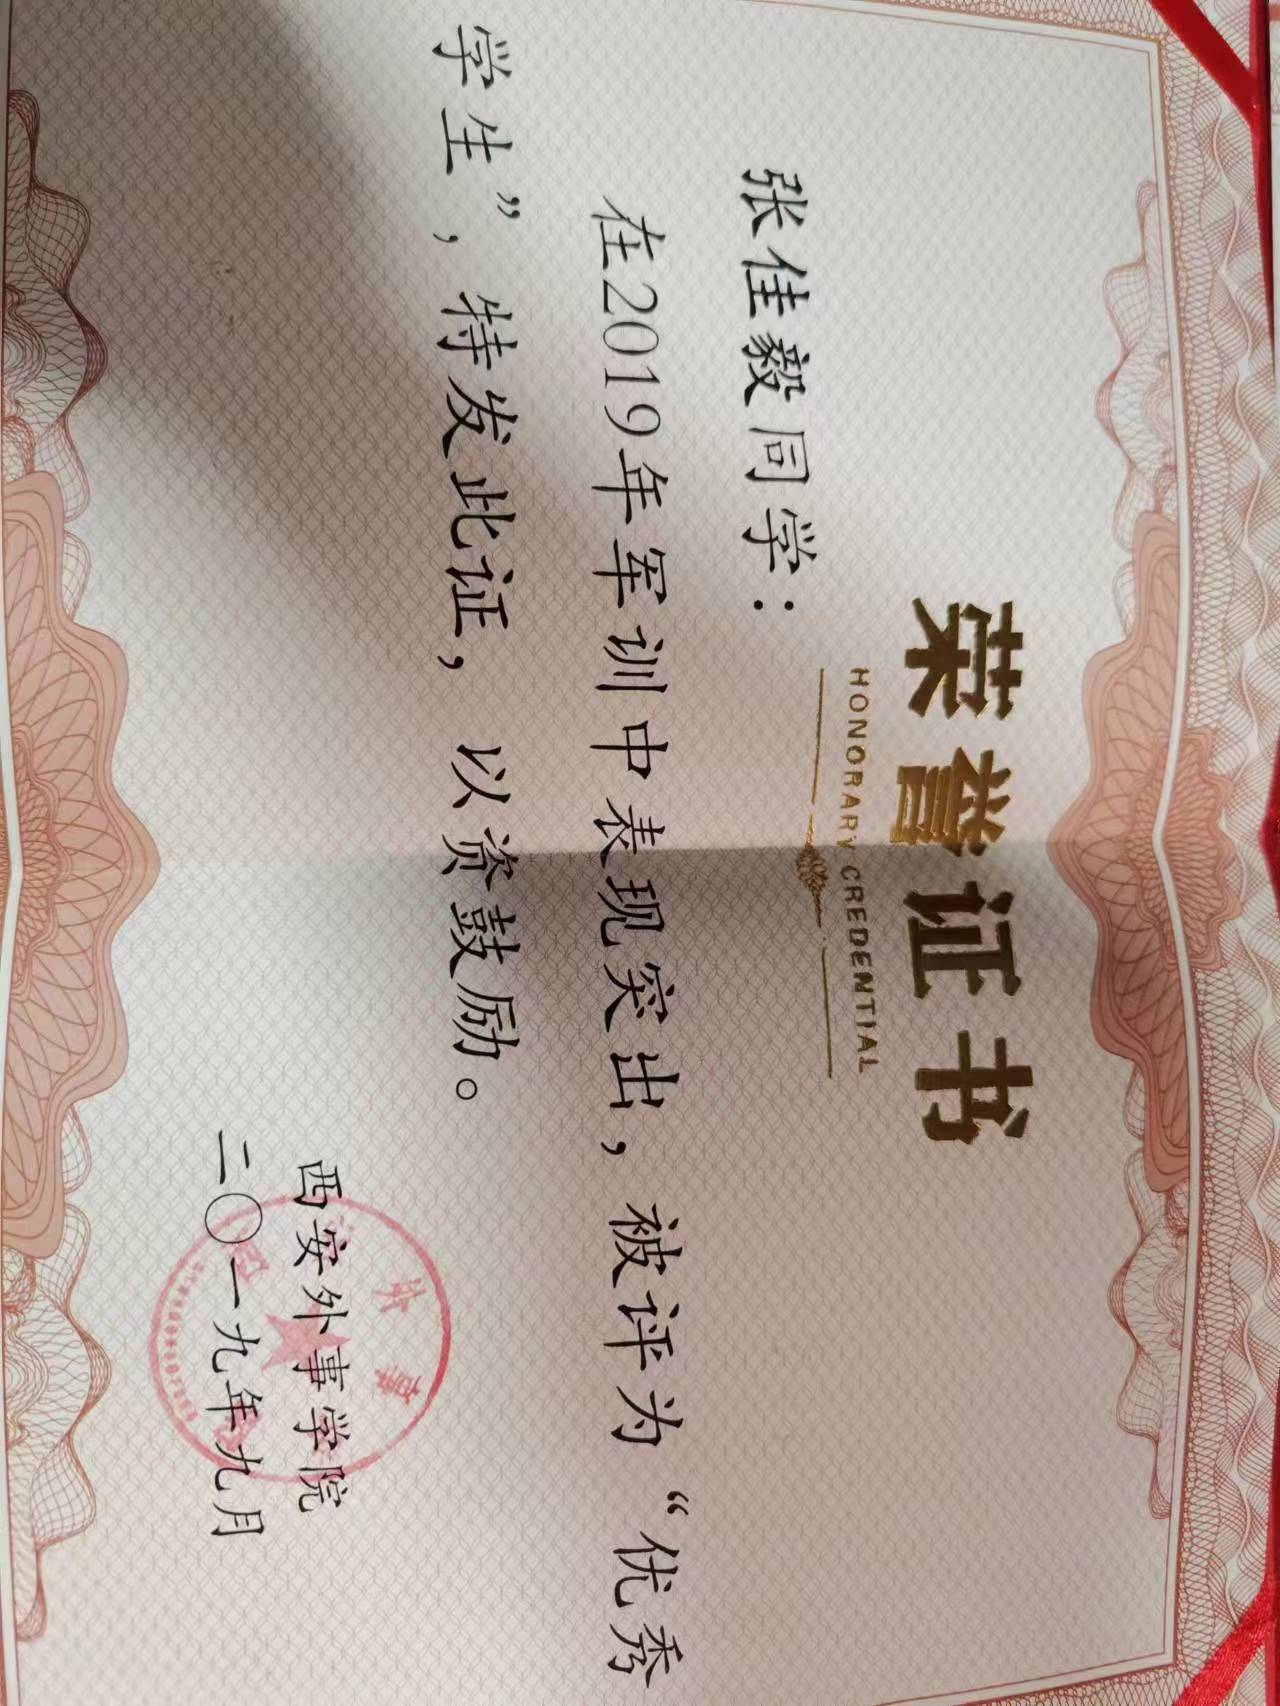 荣誉证书
HONORARY CREDENTIAL
张佳毅同学：
在2019年军训中表现突出，被评为“优秀
学生”，特发此证，以资鼓励。
西安外事学院
二〇一九年九月